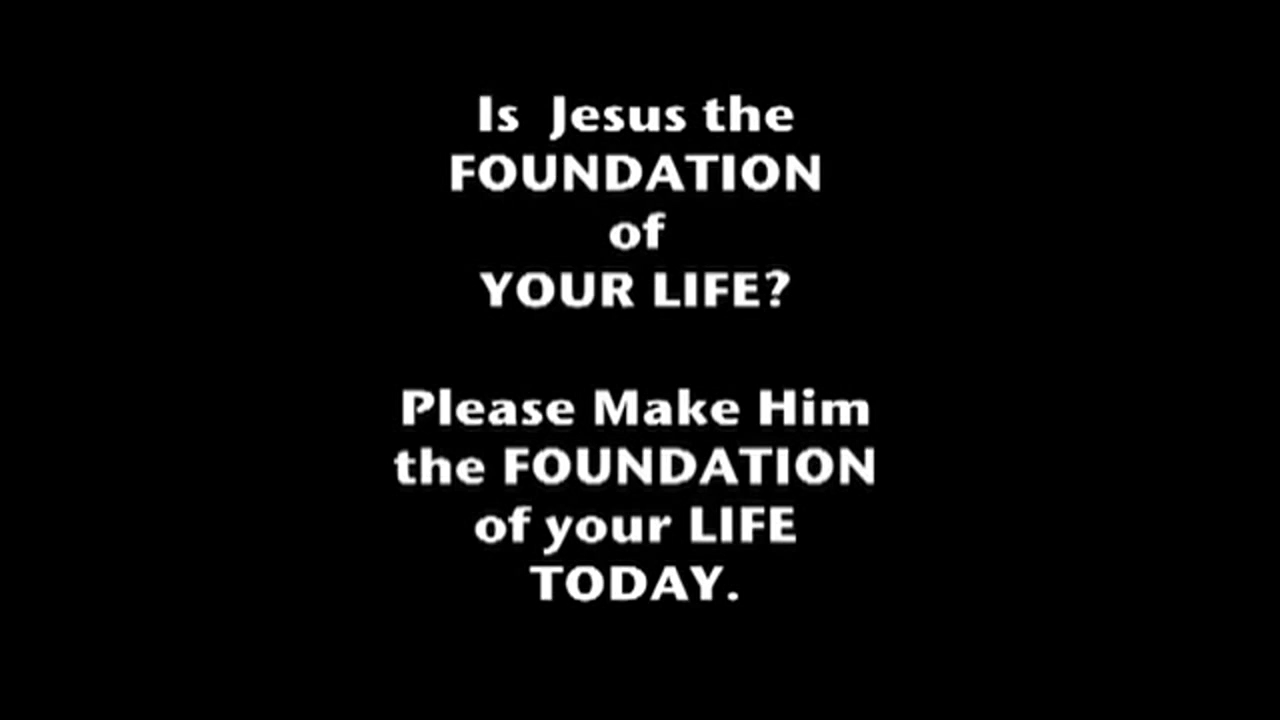 Is Jesus the
FOUNDATION
of
YOUR LIFE?
Please Make Him
the FOUNDATION
of your LIFE
TODAY.